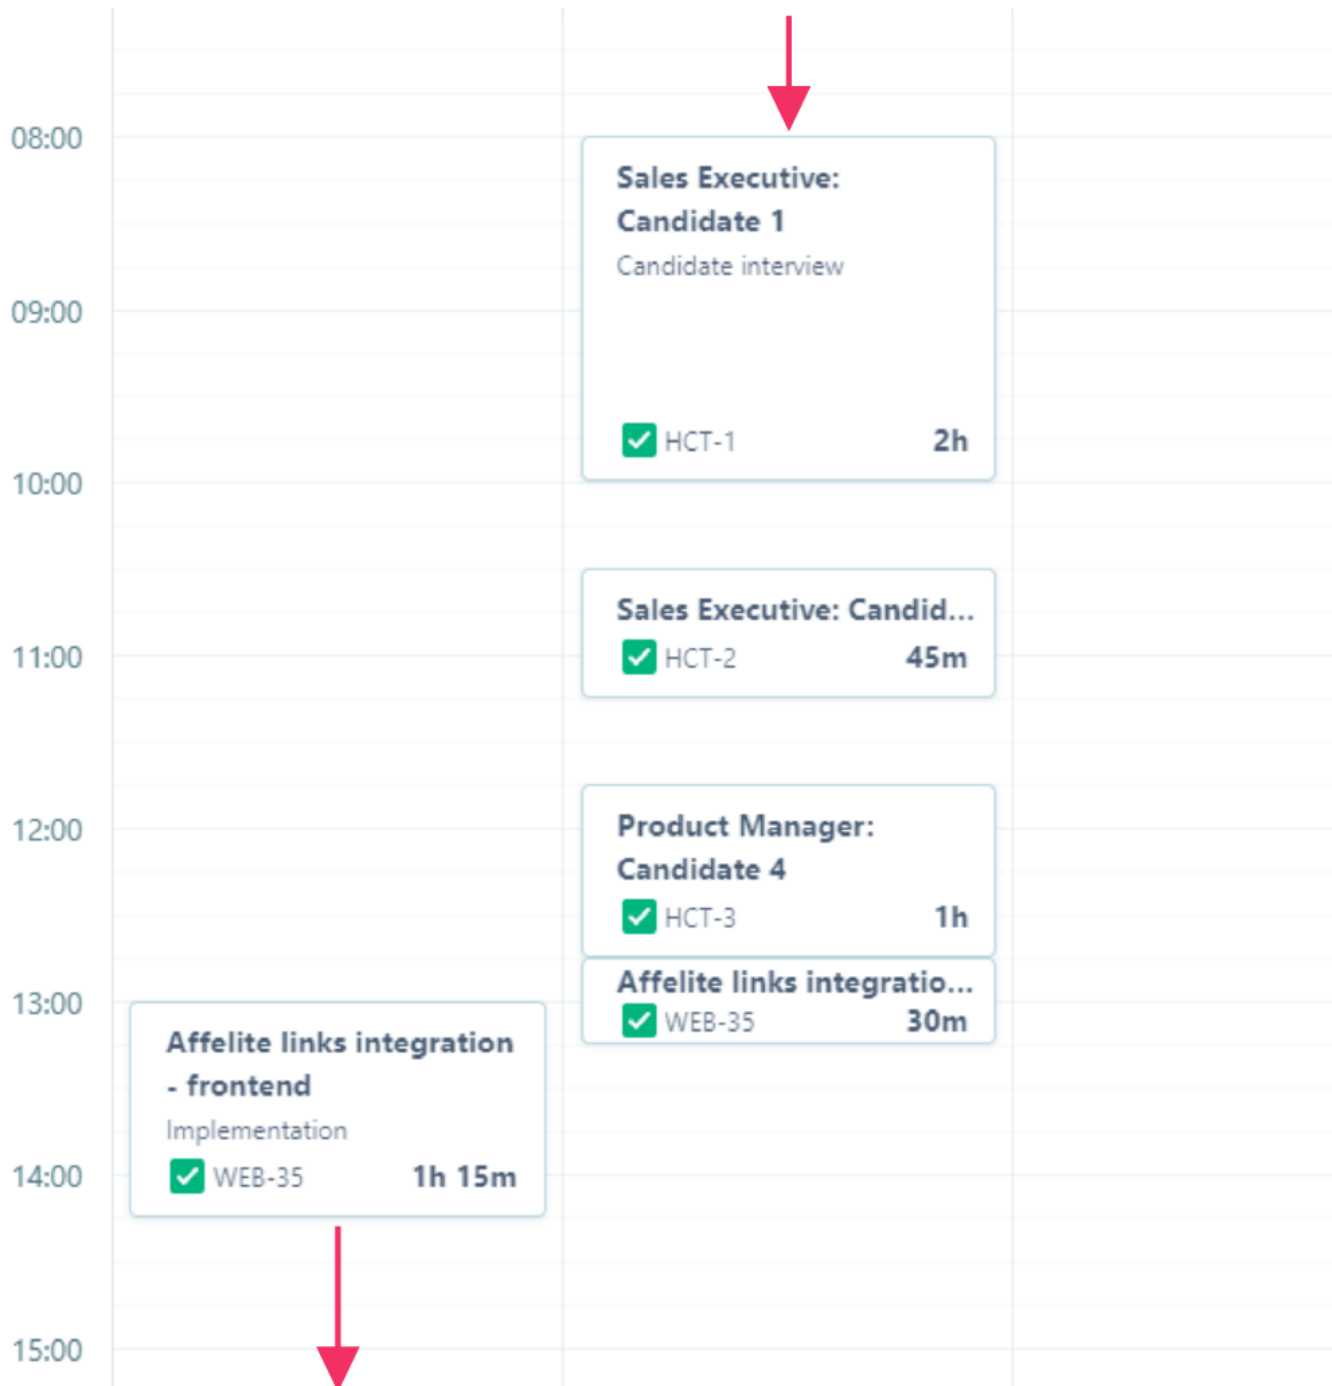 08:00
Sales Executive:
Candidate 1
Candidate interview
09:00
HCT-1 2h
10:00
Sales Executive: Candid...
11:00
HCT-2 45m
12:00
Product Manager:
Candidate 4
HCT-3 1h
Affelite links integratio...
13:00
WEB-35 30m
Affelite links integration
- frontend
Implementation
14:00
WEB-35 1h 15m
15:00